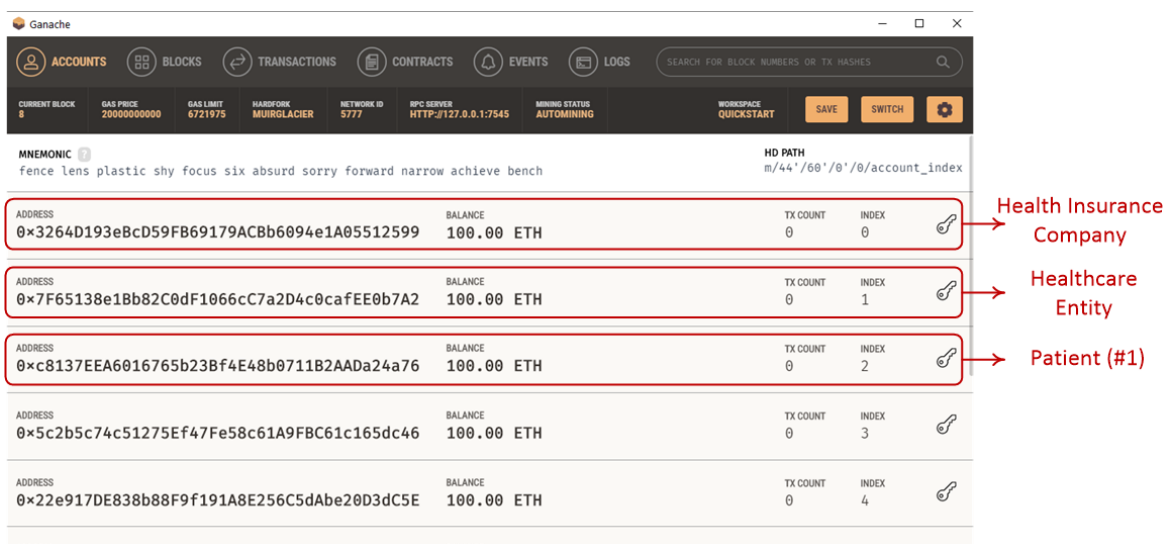 Ganache
ACCOUNTS BLOCKS TRANSACTIONS CONTRACTS EVENTS LOGS SEARCH FOR BLOCK NUMBERS OR TX HASHES
CURRENT BLOCK GAS PRICE GAS LIMIT HARDFORK NETWORK ID RPC SERVER MINING STATUS WORKSPACE
8 20000000000 6721975 MUIRGLACIER 5777 HTTP://127.0.0.1:7545 AUTOMINING QUICKSTART SAVE SWITCH
MNEMONIC ? HD PATH
fence lens plastic shy focus six absurd sorry forward narrow achieve bench m/44'/60'/0'/0/account_index
ADDRESS BALANCE TX COUNT INDEX
0×3264D193eBcD59FB69179ACBb6094e1A05512599 100.00 ETH 0 0
Health Insurance
Company
ADDRESS BALANCE TX COUNT INDEX
0×7F65138e1Bb82C0dF1066cC7a2D4c0cafEE0b7A2 100.00 ETH 0 1
Healthcare
Entity
ADDRESS BALANCE TX COUNT INDEX
0×c8137EEA6016765b23Bf4E48b0711B2AADa24a76 100.00 ETH 0 2
Patient (#1)
ADDRESS BALANCE TX COUNT INDEX
0×5c2b5c74c51275Ef47Fe58c61A9FBC61c165dc46 100.00 ETH 0 3
ADDRESS BALANCE TX COUNT INDEX
0×22e917DE838b88F9f191A8E256C5dAbe20D3dC5E 100.00 ETH 0 4